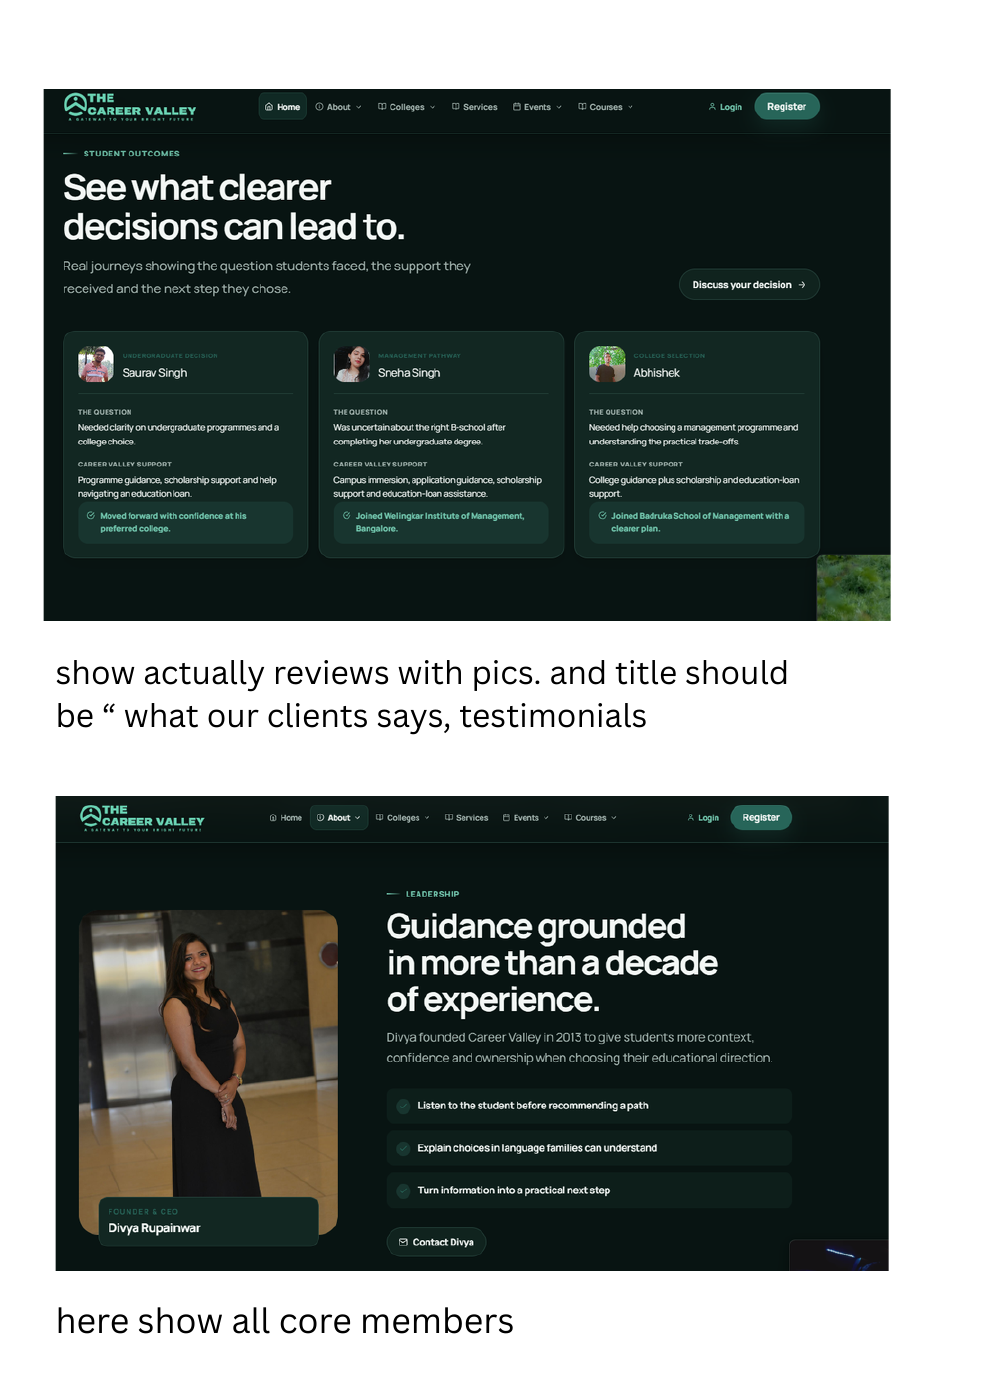 THE
CAREER VALLEY
A GATEWAY TO YOUR BRIGHT FUTURE
Home
About
Colleges
Services
Events
Courses
Login
Register
STUDENT OUTCOMES
See what clearer
decisions can lead to.
Real journeys showing the question students faced, the support they
received and the next step they chose.
Discuss your decision
UNDERGRADUATE DECISION
Saurav Singh
THE QUESTION
Needed clarity on undergraduate programmes and a
college choice.
CAREER VALLEY SUPPORT
Programme guidance, scholarship support and help
navigating an education loan.
Moved forward with confidence at his
preferred college.
MANAGEMENT PATHWAY
Sneha Singh
THE QUESTION
Was uncertain about the right B-school after
completing her undergraduate degree.
CAREER VALLEY SUPPORT
Campus immersion, application guidance, scholarship
support and education-loan assistance.
Joined Welingkar Institute of Management,
Bangalore.
COLLEGE SELECTION
Abhishek
THE QUESTION
Needed help choosing a management programme and
understanding the practical trade-offs.
CAREER VALLEY SUPPORT
College guidance plus scholarship and education-loan
support.
Joined Badruka School of Management with a
clearer plan.
show actually reviews with pics. and title should
be “ what our clients says, testimonials
THE
CAREER VALLEY
A GATEWAY TO YOUR BRIGHT FUTURE
Home
About
Colleges
Services
Events
Courses
Login
Register
LEADERSHIP
Guidance grounded
in more than a decade
of experience.
Divya founded Career Valley in 2013 to give students more context,
confidence and ownership when choosing their educational direction.
Listen to the student before recommending a path
Explain choices in language families can understand
Turn information into a practical next step
Contact Divya
FOUNDER & CEO
Divya Rupainwar
here show all core members